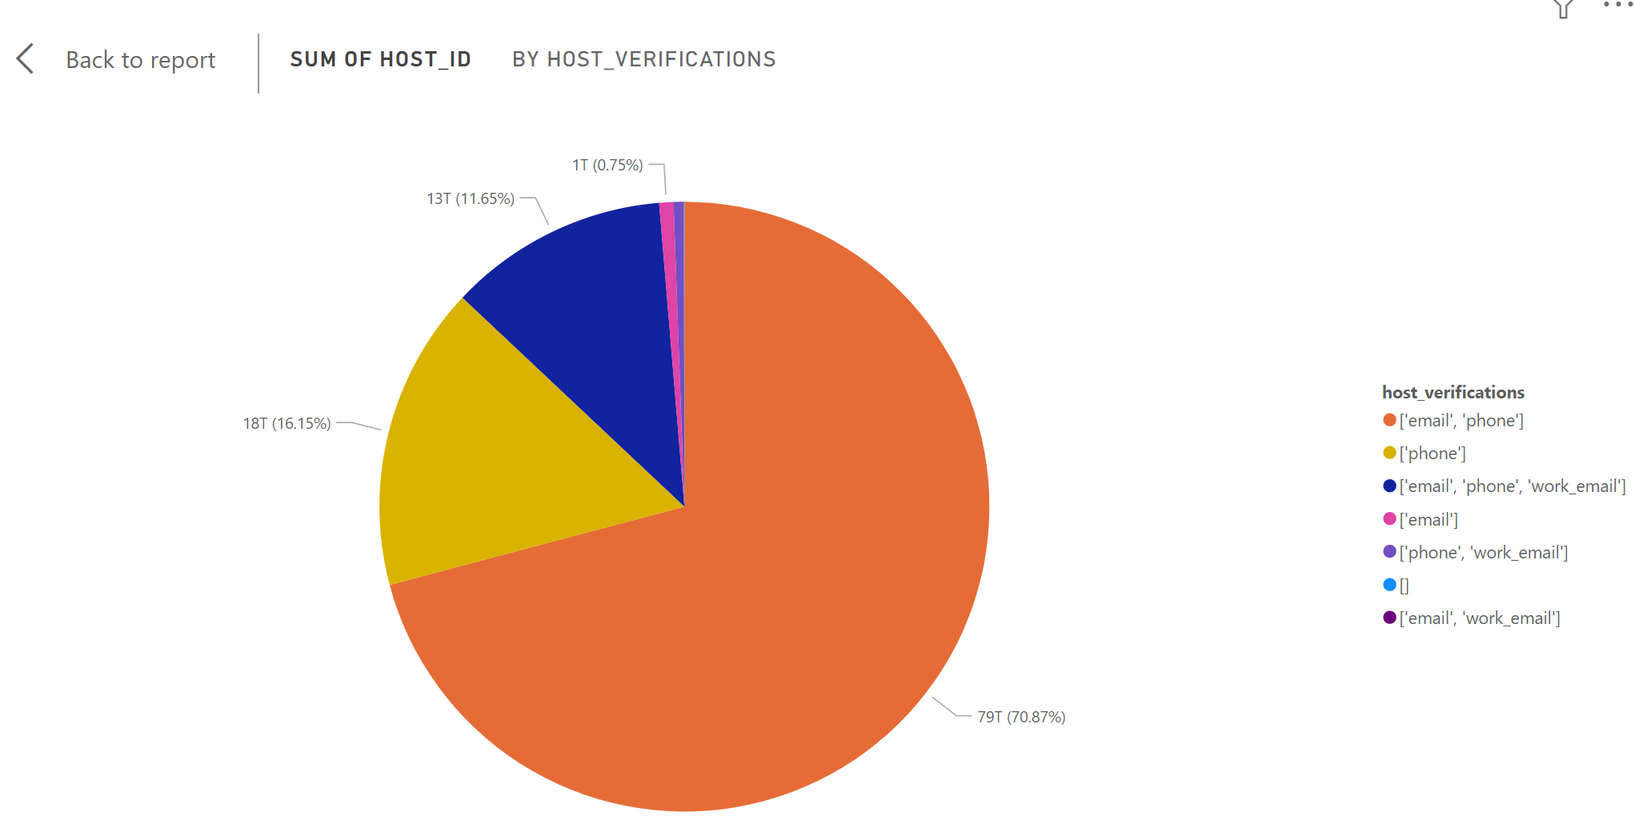 Back to report
SUM OF HOST_ID
BY HOST_VERIFICATIONS
1T (0.75%)
13T (11.65%)
18T (16.15%)
79T (70.87%)
host_verifications
['email', 'phone']
['phone']
['email', 'phone', 'work_email']
['email']
['phone', 'work_email']
[]
['email', 'work_email']